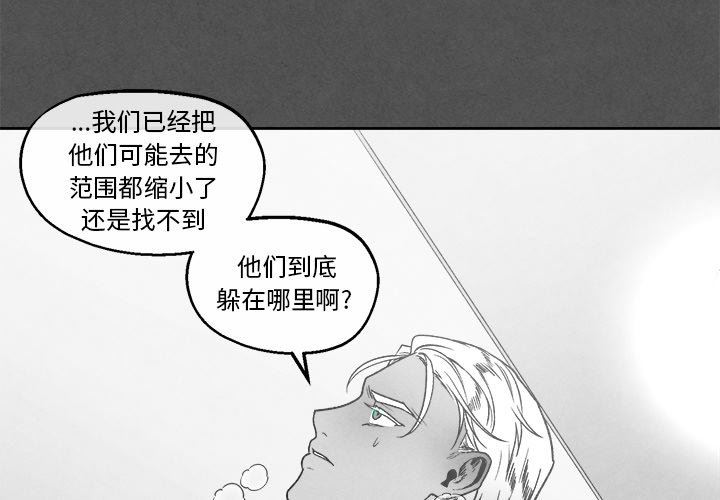 ...我们已经把
他们可能去的
范围都缩小了
还是找不到
他们到底
躲在哪里啊?